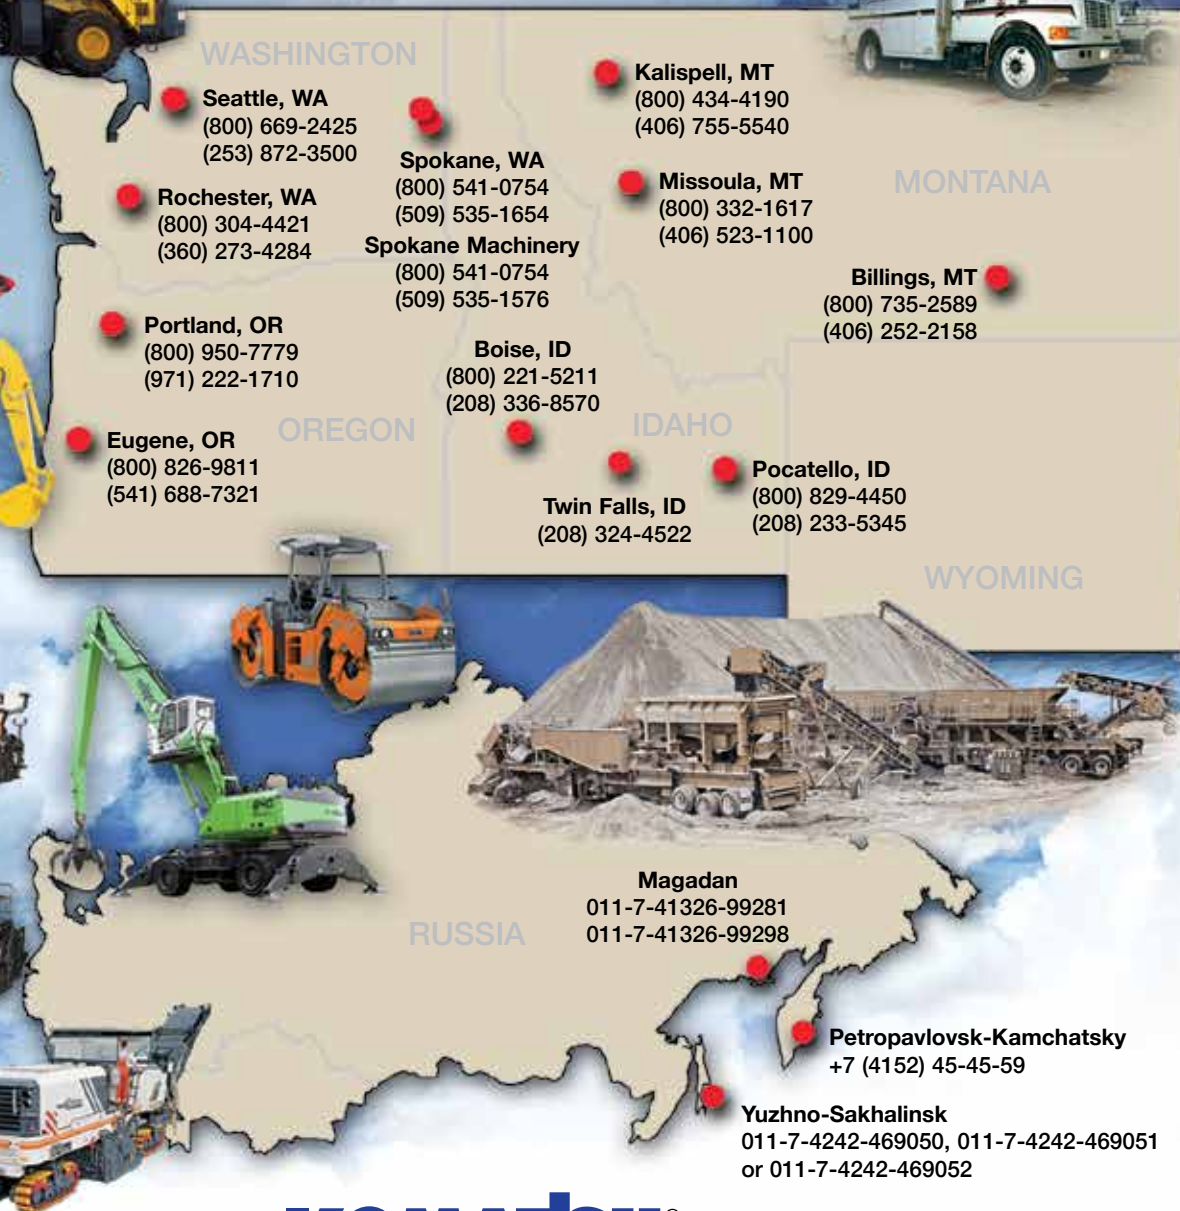 WASHINGTON
Seattle, WA
(800) 669-2425
(253) 872-3500
Rochester, WA
(800) 304-4421
(360) 273-4284
Spokane, WA
(800) 541-0754
(509) 535-1654
Spokane Machinery
(800) 541-0754
(509) 535-1576
Kalispell, MT
(800) 434-4190
(406) 755-5540
Missoula, MT
(800) 332-1617
(406) 523-1100
MONTANA
Billings, MT
(800) 735-2589
(406) 252-2158
Portland, OR
(800) 950-7779
(971) 222-1710
Eugene, OR
(800) 826-9811
(541) 688-7321
OREGON
Boise, ID
(800) 221-5211
(208) 336-8570
IDAHO
Twin Falls, ID
(208) 324-4522
Pocatello, ID
(800) 829-4450
(208) 233-5345
WYOMING
RUSSIA
Magadan
011-7-41326-99281
011-7-41326-99298
Petropavlovsk-Kamchatsky
+7 (4152) 45-45-59
Yuzhno-Sakhalinsk
011-7-4242-469050, 011-7-4242-469051
or 011-7-4242-469052